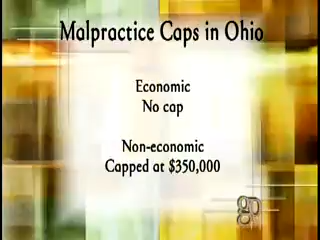 Malpractice Caps in Ohio
Economic
No cap
Non-economic
Capped at $350,000